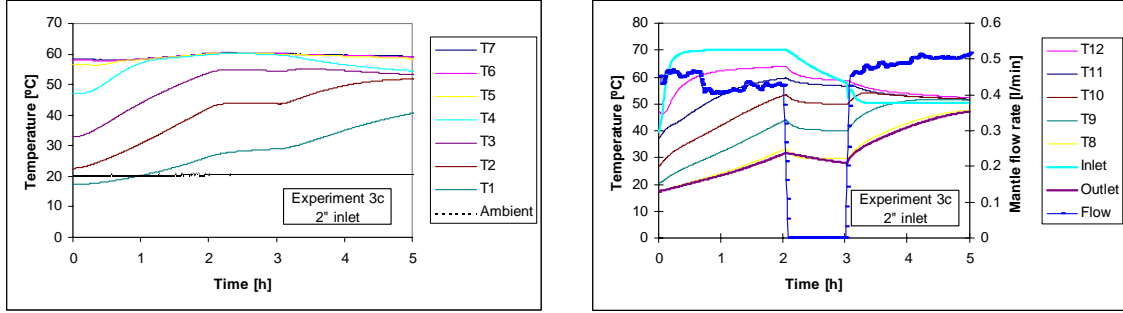 70
60
50
40
30
20
10
0
Temperature [ºC]
0 1 2 3 4 5
Time [h]
Experiment 3c
2" inlet
T7
T6
T5
T4
T3
T2
T1
Ambient
80
70
60
50
40
30
20
10
0
Temperature [ºC]
0 1 2 3 4 5
Time [h]
0.6
0.5
0.4
0.3
0.2
0.1
0
Mantle flow rate [l/min]
Experiment 3c
2" inlet
T12
T11
T10
T9
T8
Inlet
Outlet
Flow